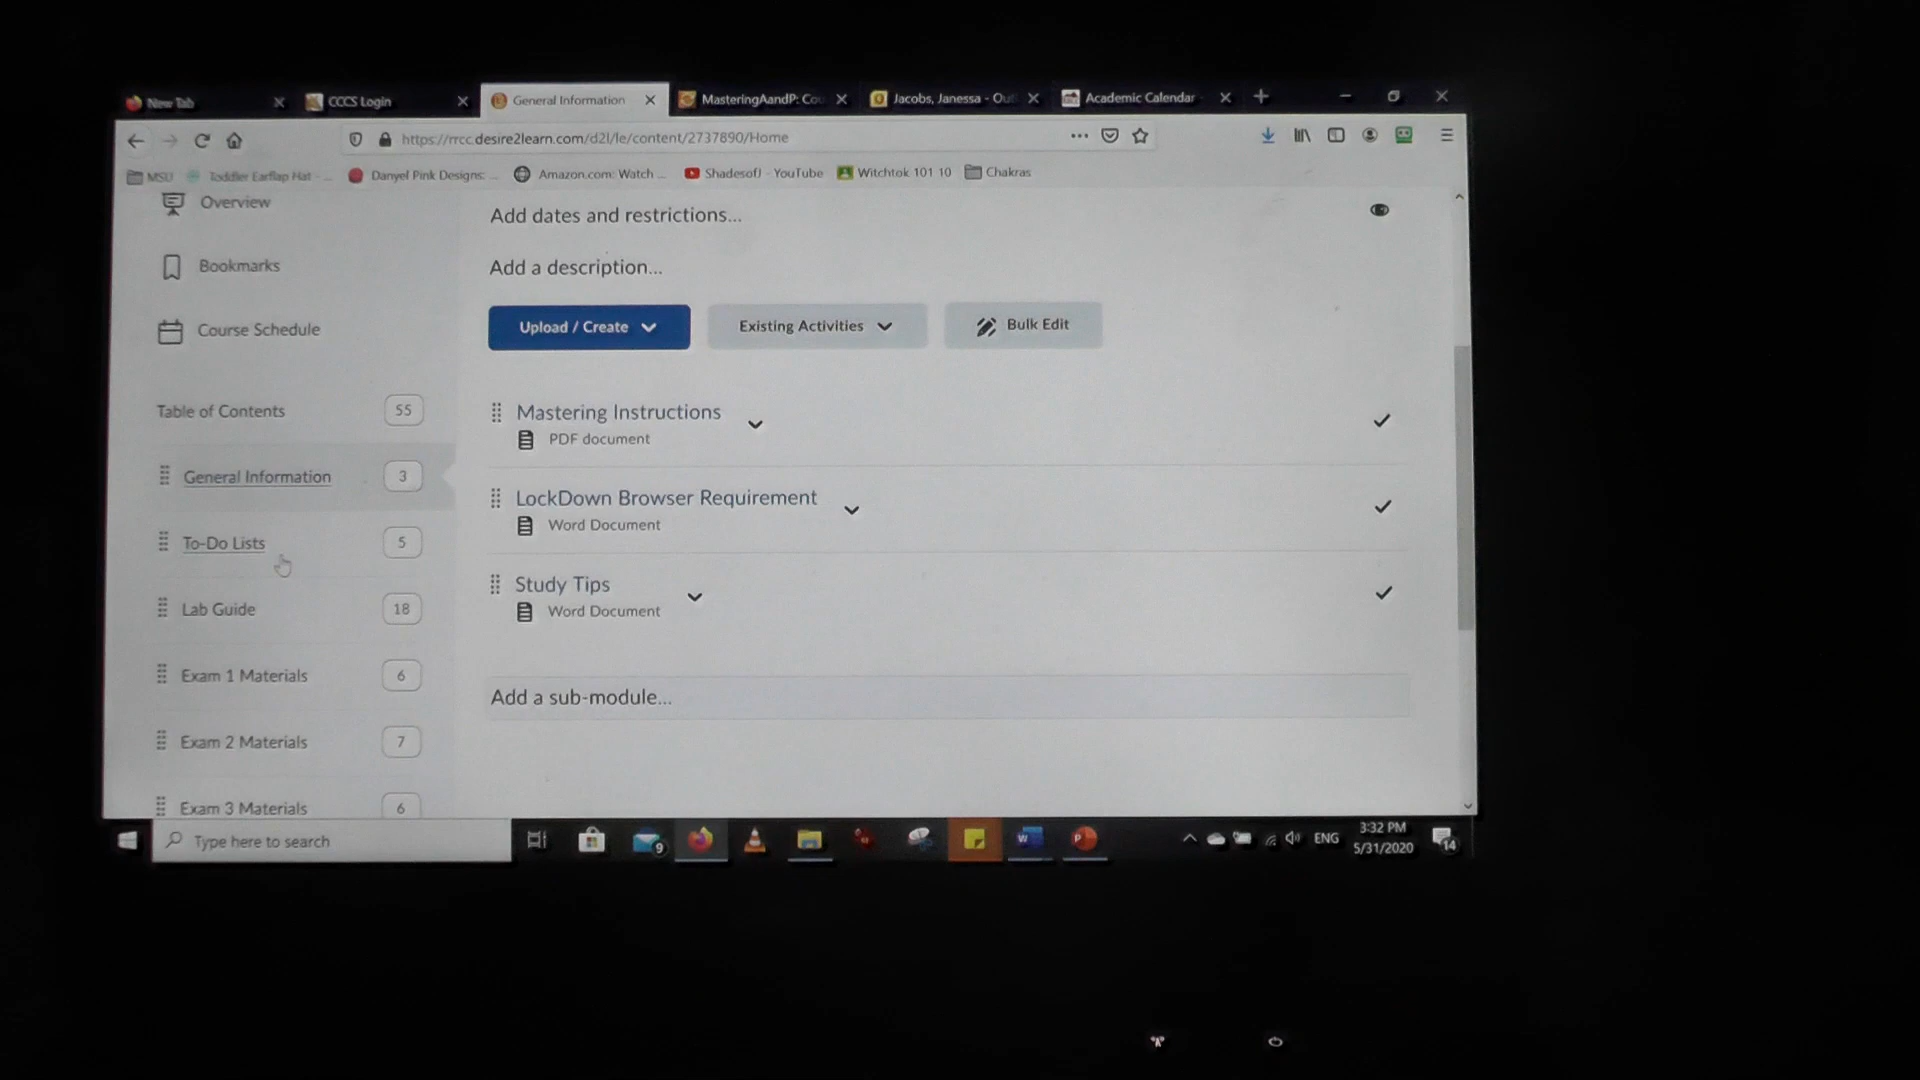 New Tab
CCCS Login
General Information
MasteringAandP: Cou
Jacobs, Janessa - Out
Academic Calendar
https://rrcc.desire2learn.com/d2l/le/content/2737890/Home
MSU
Toddler Earflap Hat - ...
Danyel Pink Designs: ...
Amazon.com: Watch ...
ShadesofJ - YouTube
Witchtok 101 10
Chakras
Overview
Bookmarks
Course Schedule
Table of Contents 55
General Information 3
To-Do Lists 5
Lab Guide 18
Exam 1 Materials 6
Exam 2 Materials 7
Exam 3 Materials 6
Add dates and restrictions...
Add a description...
Upload / Create
Existing Activities
Bulk Edit
Mastering Instructions
PDF document
LockDown Browser Requirement
Word Document
Study Tips
Word Document
Add a sub-module...
Type here to search
9
ENG
3:32 PM
5/31/2020
14